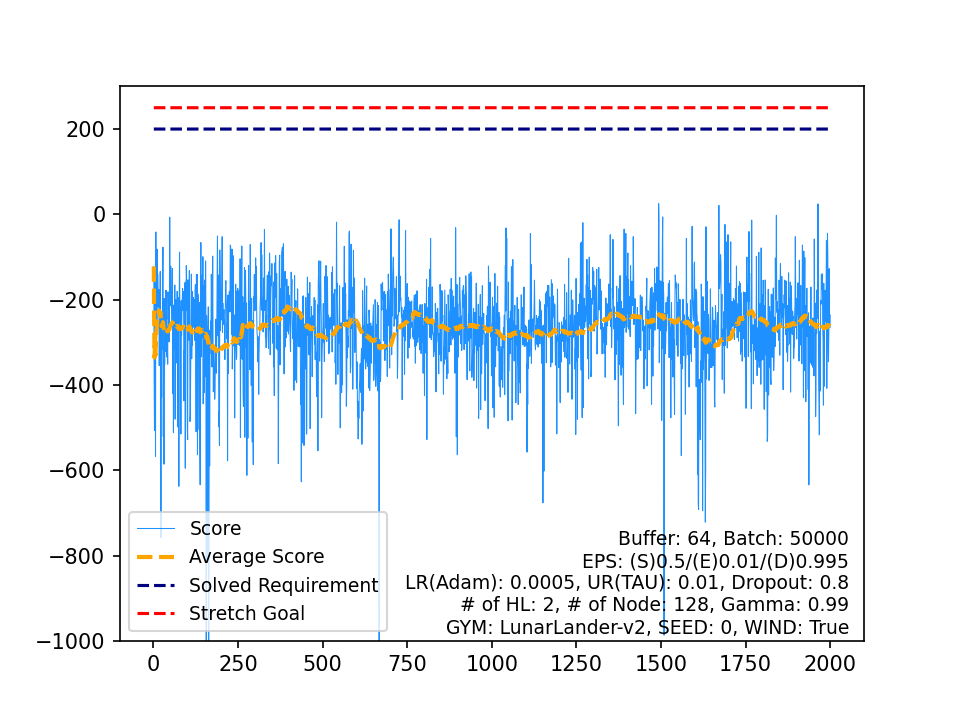 200
0
−200
−400
−600
−800
−1000
Score
Average Score
Solved Requirement
Stretch Goal
Buffer: 64, Batch: 50000
EPS: (S)0.5/(E)0.01/(D)0.995
LR(Adam): 0.0005, UR(TAU): 0.01, Dropout: 0.8
# of HL: 2, # of Node: 128, Gamma: 0.99
GYM: LunarLander-v2, SEED: 0, WIND: True
0 250 500 750 1000 1250 1500 1750 2000